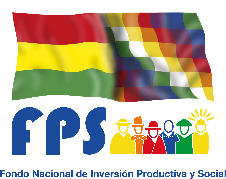 FPS
Fondo Nacional de Inversión Productiva y Social